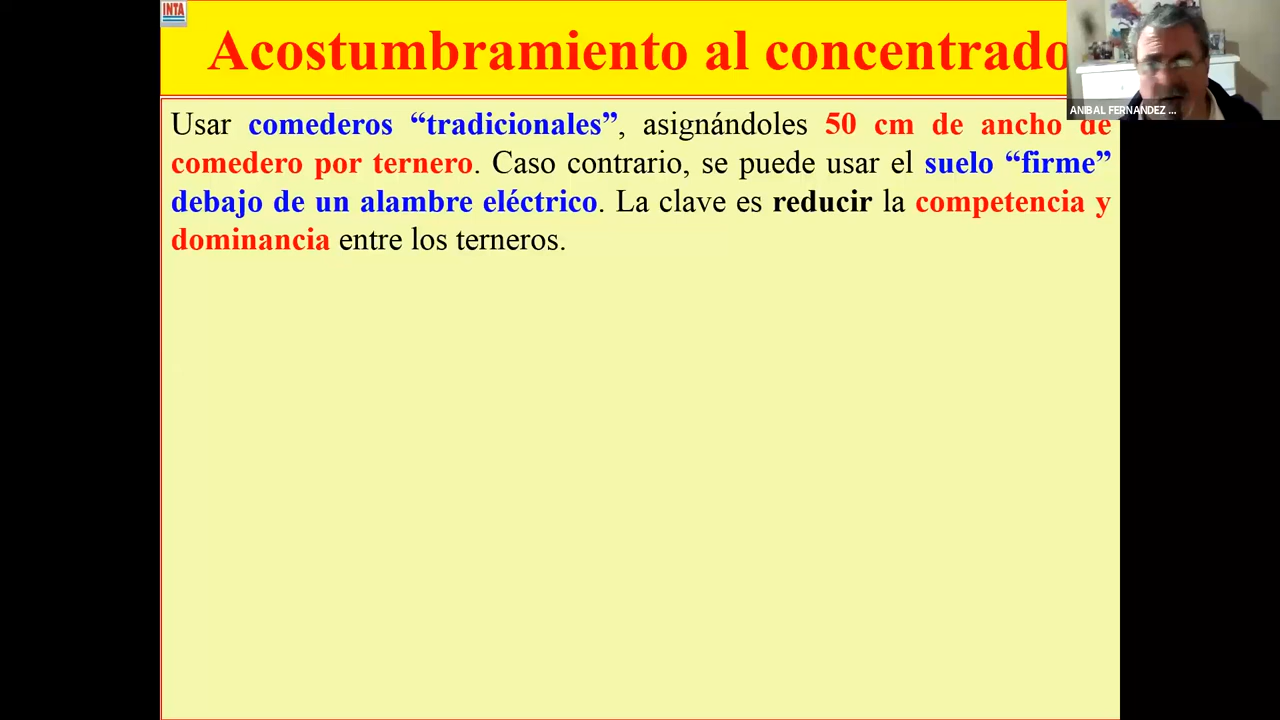 INTA
Acostumbramiento al concentrado
ANIBAL FERNANDEZ ...
Usar comederos “tradicionales”, asignándoles 50 cm de ancho de
comedero por ternero. Caso contrario, se puede usar el suelo “firme”
debajo de un alambre eléctrico. La clave es reducir la competencia y
dominancia entre los terneros.